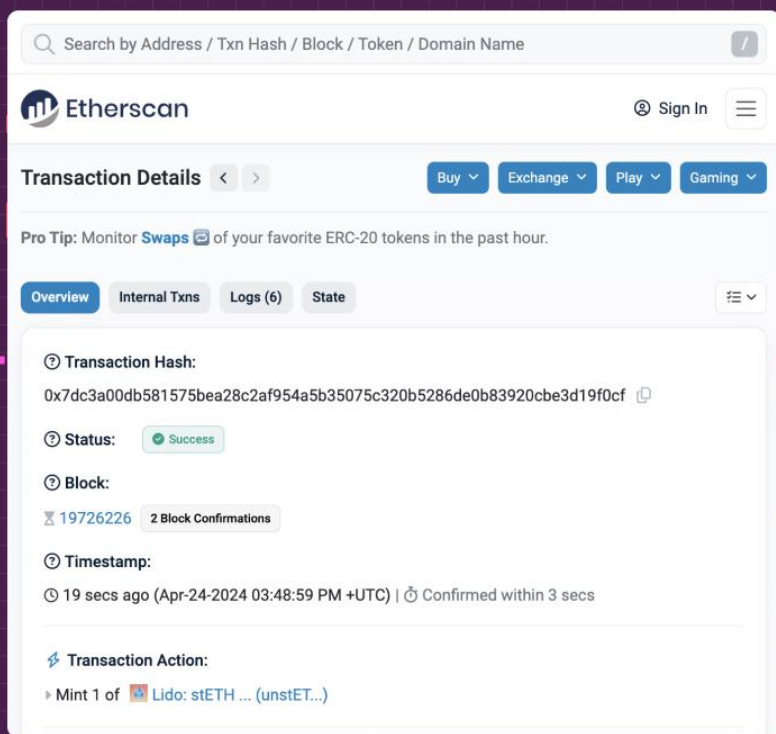 Search by Address / Txn Hash / Block / Token / Domain Name /
Etherscan Sign In
Transaction Details < > Buy Exchange Play Gaming
Pro Tip: Monitor Swaps of your favorite ERC-20 tokens in the past hour.
Overview Internal Txns Logs (6) State
Transaction Hash:
0x7dc3a00db581575bea28c2af954a5b35075c320b5286de0b83920cbe3d19f0cf
Status: Success
Block:
19726226 2 Block Confirmations
Timestamp:
19 secs ago (Apr-24-2024 03:48:59 PM +UTC) | Confirmed within 3 secs
Transaction Action:
Mint 1 of Lido: stETH ... (unstET...)